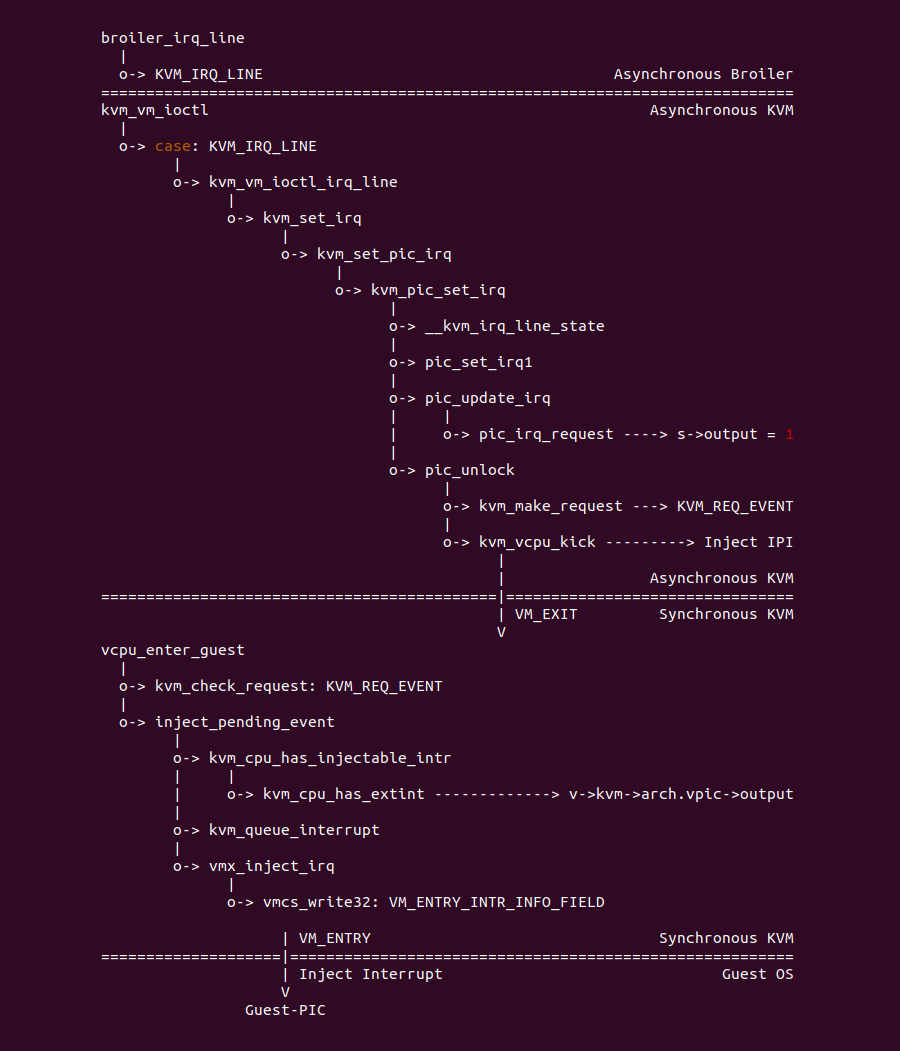 broiler_irq_line
  |
  o-> KVM_IRQ_LINE                                       Asynchronous Broiler
=============================================================================
kvm_vm_ioctl                                                 Asynchronous KVM
  |
  o-> case: KVM_IRQ_LINE
        |
        o-> kvm_vm_ioctl_irq_line
              |
              o-> kvm_set_irq
                    |
                    o-> kvm_set_pic_irq
                          |
                          o-> kvm_pic_set_irq
                                |
                                o-> __kvm_irq_line_state
                                |
                                o-> pic_set_irq1
                                |
                                o-> pic_update_irq
                                |     |
                                |     o-> pic_irq_request ----> s->output = 1
                                |
                                o-> pic_unlock
                                      |
                                      o-> kvm_make_request ---> KVM_REQ_EVENT
                                      |
                                      o-> kvm_vcpu_kick ---------> Inject IPI
                                            |
                                            |                Asynchronous KVM
============================================|================================
                                            | VM_EXIT         Synchronous KVM
                                            V
vcpu_enter_guest
  |
  o-> kvm_check_request: KVM_REQ_EVENT
  |
  o-> inject_pending_event
        |
        o-> kvm_cpu_has_injectable_intr
        |     |
        |     o-> kvm_cpu_has_extint -------------> v->kvm->arch.vpic->output
        |
        o-> kvm_queue_interrupt
        |
        o-> vmx_inject_irq
              |
              o-> vmcs_write32: VM_ENTRY_INTR_INFO_FIELD

                    | VM_ENTRY                                Synchronous KVM
====================|========================================================
                    | Inject Interrupt                               Guest OS
                    V
                Guest-PIC